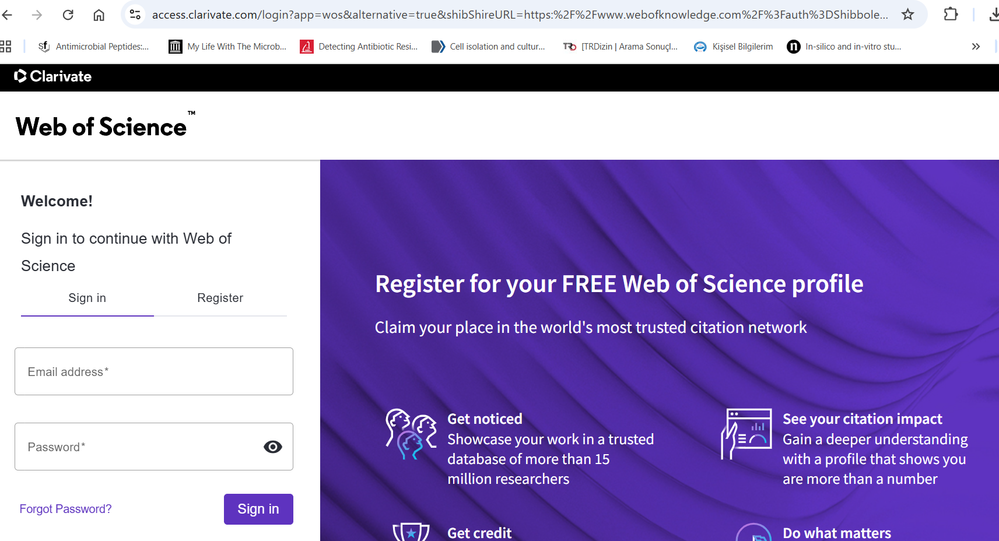 access.clarivate.com/login?app=wos&alternative=true&shibShireURL=https:%2F%2Fwww.webofknowledge.com%2F%3Fauth%3DShibbole...
Antimicrobial Peptides:...
My Life With The Microb...
Detecting Antibiotic Resi...
Cell isolation and cultur...
[TRDizin | Arama Sonuçl...
Kişisel Bilgilerim
In-silico and in-vitro stu...
Clarivate
Web of Science™
Welcome!
Sign in to continue with Web of
Science
Sign in
Register
Email address*
Password*
Forgot Password?
Sign in
Register for your FREE Web of Science profile
Claim your place in the world's most trusted citation network
Get noticed
Showcase your work in a trusted
database of more than 15
million researchers
See your citation impact
Gain a deeper understanding
with a profile that shows you
are more than a number
Get credit
Do what matters